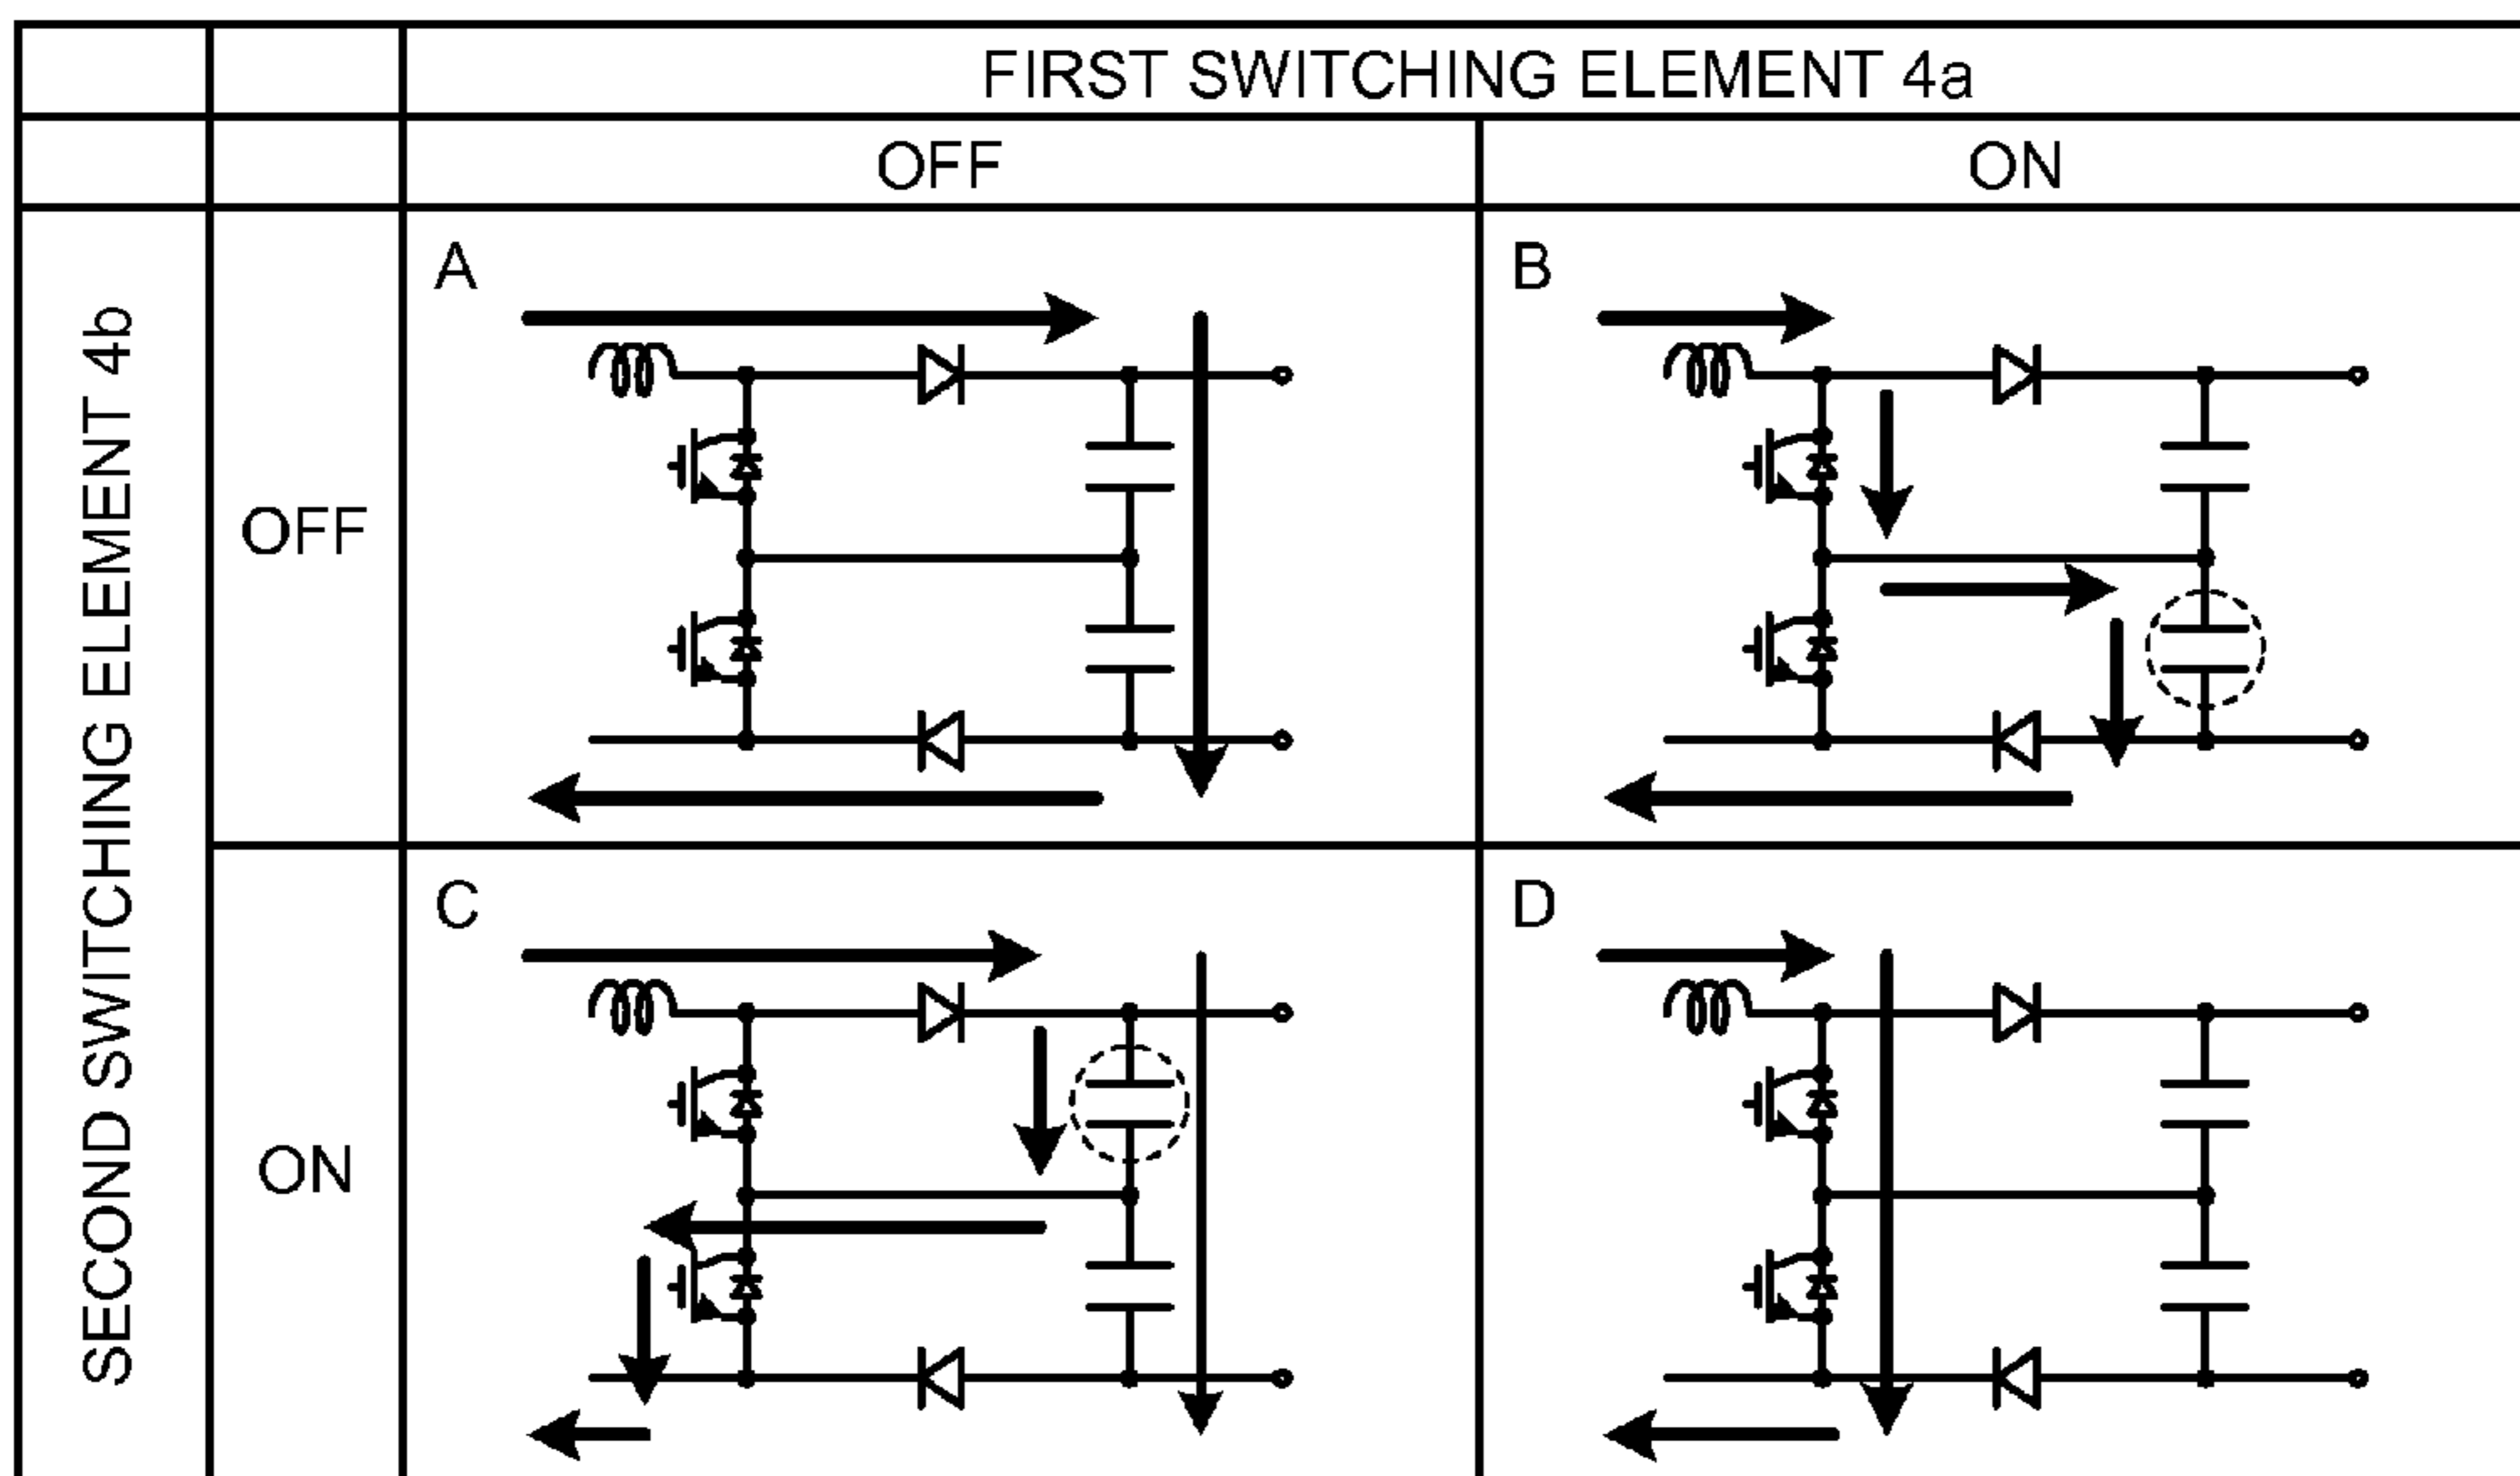 FIRST SWITCHING ELEMENT 4a
OFF
ON
SECOND SWITCHING ELEMENT 4b
OFF
A
B
ON
C
D